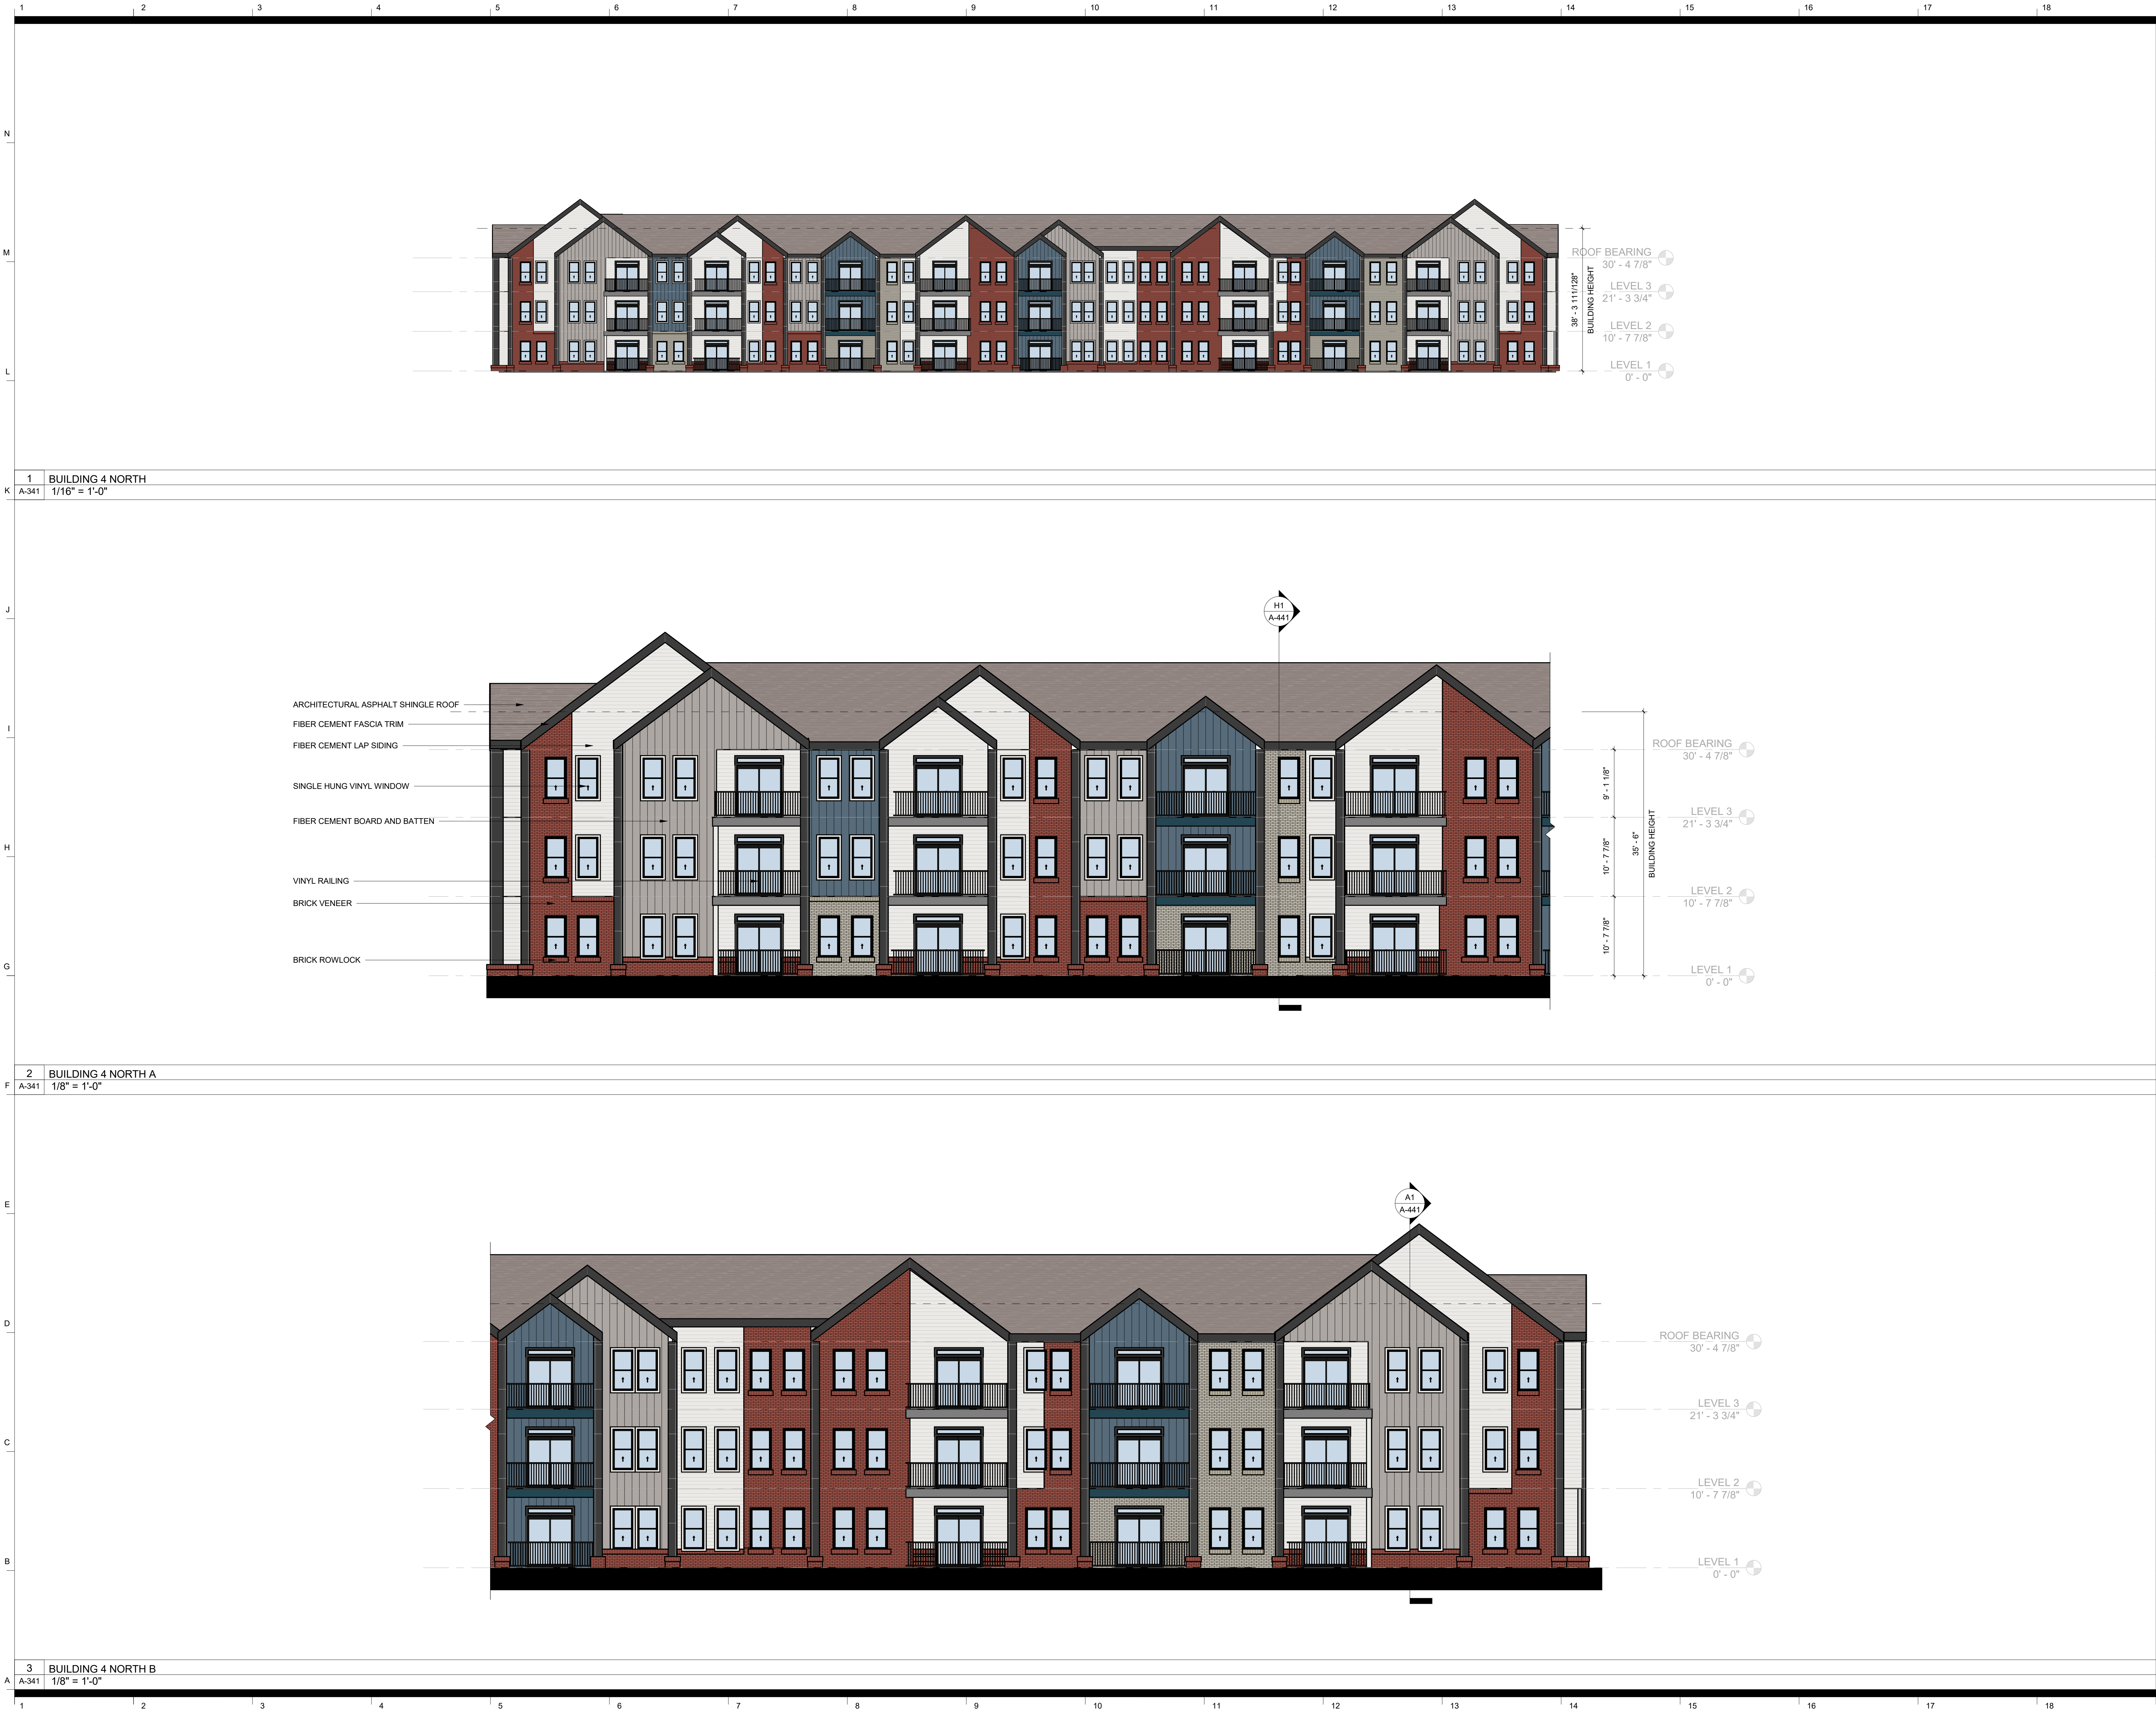 1 2 3 4 5 6 7 8 9 10 11 12 13 14 15 16 17 18
N
M
L
K
J
I
H
G
F
E
D
C
B
A
ROOF BEARING
30' - 4 7/8"
LEVEL 3
21' - 3 3/4"
LEVEL 2
10' - 7 7/8"
LEVEL 1
0' - 0"
38' - 3 111/128"
BUILDING HEIGHT
1 BUILDING 4 NORTH
A-341 1/16" = 1'-0"
H1
A-441
ARCHITECTURAL ASPHALT SHINGLE ROOF
FIBER CEMENT FASCIA TRIM
FIBER CEMENT LAP SIDING
SINGLE HUNG VINYL WINDOW
FIBER CEMENT BOARD AND BATTEN
VINYL RAILING
BRICK VENEER
BRICK ROWLOCK
9' - 1 1/8"
10' - 7 7/8"
10' - 7 7/8"
35' - 6"
BUILDING HEIGHT
ROOF BEARING
30' - 4 7/8"
LEVEL 3
21' - 3 3/4"
LEVEL 2
10' - 7 7/8"
LEVEL 1
0' - 0"
2 BUILDING 4 NORTH A
A-341 1/8" = 1'-0"
A1
A-441
ROOF BEARING
30' - 4 7/8"
LEVEL 3
21' - 3 3/4"
LEVEL 2
10' - 7 7/8"
LEVEL 1
0' - 0"
3 BUILDING 4 NORTH B
A-341 1/8" = 1'-0"
1 2 3 4 5 6 7 8 9 10 11 12 13 14 15 16 17 18